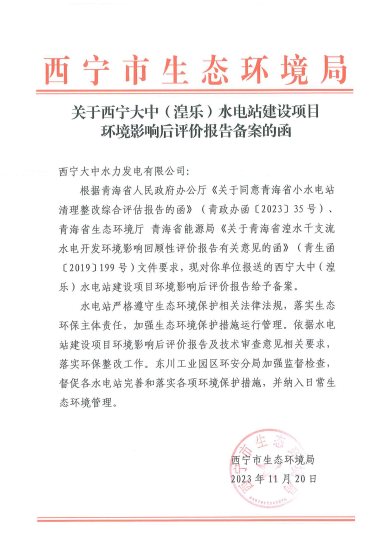 西宁市生态环境局
关于西宁大中（湟乐）水电站建设项目
环境影响后评价报告备案的函
西宁大中水力发电有限公司：
根据青海省人民政府办公厅《关于同意青海省小水电站
清理整改综合评估报告的函》（青政办函〔2023〕35号）、
青海省生态环境厅 青海省能源局《关于青海省湟水干支流
水电开发环境影响回顾性评价报告有关意见的函》（青生函
〔2019〕199号）文件要求，现对你单位报送的西宁大中（湟
乐）水电站建设项目环境影响后评价报告给予备案。
水电站严格遵守生态环境保护相关法律法规，落实生态
环保主体责任，加强生态环境保护措施运行管理。依据水电
站建设项目环境影响后评价报告及技术审查意见相关要求，
落实环保整改工作。东川工业园区环安分局加强监督检查，
督促各水电站完善和落实各项环境保护措施，并纳入日常生
态环境管理。
西宁市生态环境局
2023年11月20日